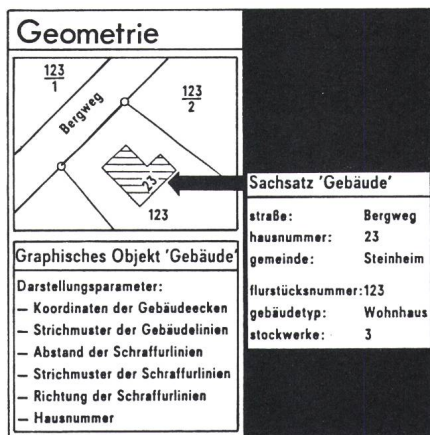 Geometrie
123
1
Bergweg
123
2
23
123
Sachsatz 'Gebäude'
straße: Bergweg
hausnummer: 23
gemeinde: Steinheim
flurstücksnummer: 123
gebäudetyp: Wohnhaus
stockwerke: 3
Graphisches Objekt 'Gebäude'
Darstellungsparameter:
— Koordinaten der Gebäudeecken
— Strichmuster der Gebäudelinien
— Abstand der Schraffurlinien
— Strichmuster der Schraffurlinien
— Richtung der Schraffurlinien
— Hausnummer